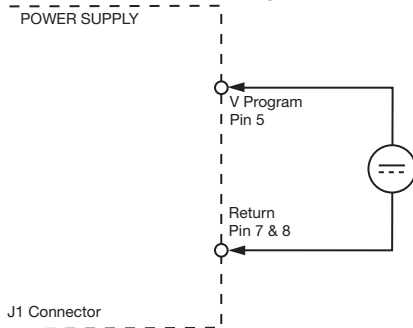 POWER SUPPLY
V Program
Pin 5
Return
Pin 7 & 8
J1 Connector